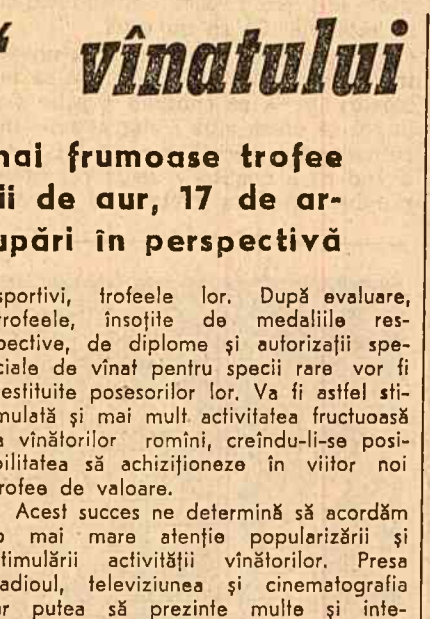 vînatului
mai frumoase trofee
ii de aur, 17 de ar-
upări în perspectivă
sportivi, trofeele lor. După evaluare,
trofeele, însoțite de medaliile res-
pective, de diplome și autorizații spe-
ciale de vînat pentru specii rare vor fi
restituite posesorilor lor. Va fi astfel sti-
mulată și mai mult activitatea fructuoasă
a vînătorilor romîni, creîndu-li-se posi-
bilitatea să achiziționeze în viitor noi
trofee de valoare.
Acest succes ne determină să acordăm
o mai mare atenție popularizării și
stimulării activității vînătorilor. Presa
radioul, televiziunea și cinematografia
ar putea să prezinte multe și inte-